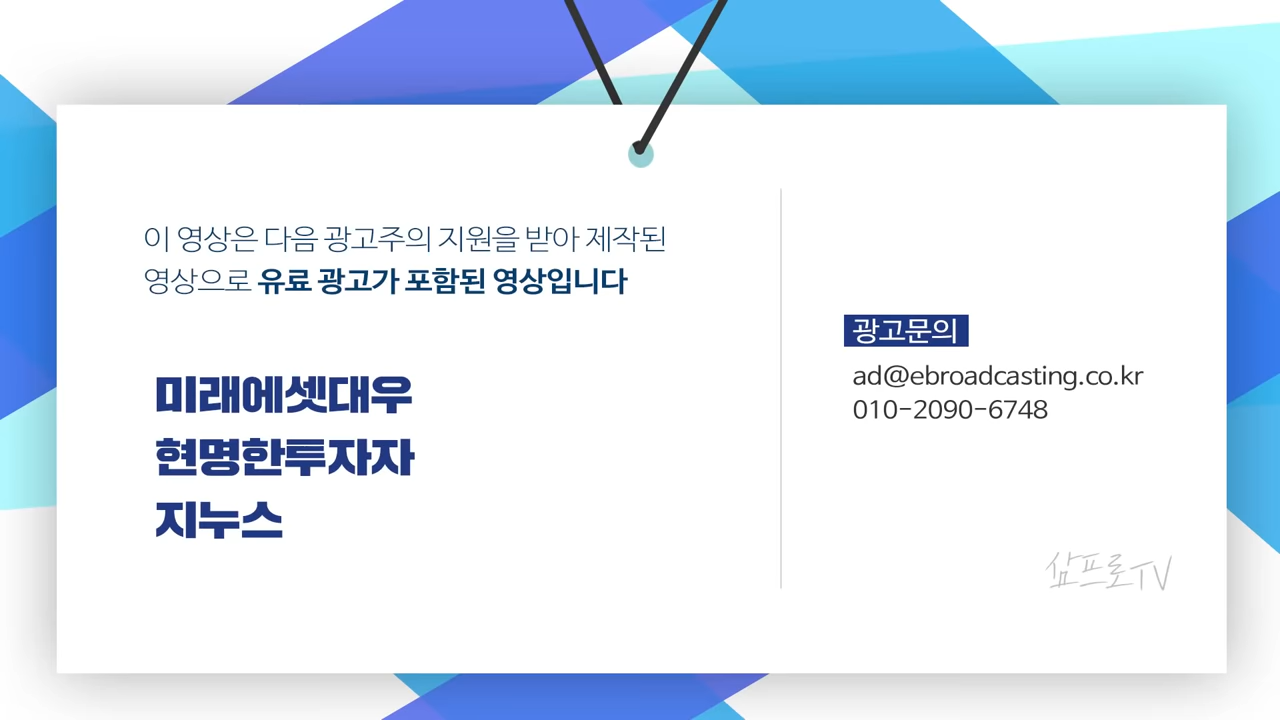 이 영상은 다음 광고주의 지원을 받아 제작된
영상으로 유료 광고가 포함된 영상입니다
미래에셋대우
현명한투자자
지누스
광고문의
ad@ebroadcasting.co.kr
010-2090-6748
삼프로TV